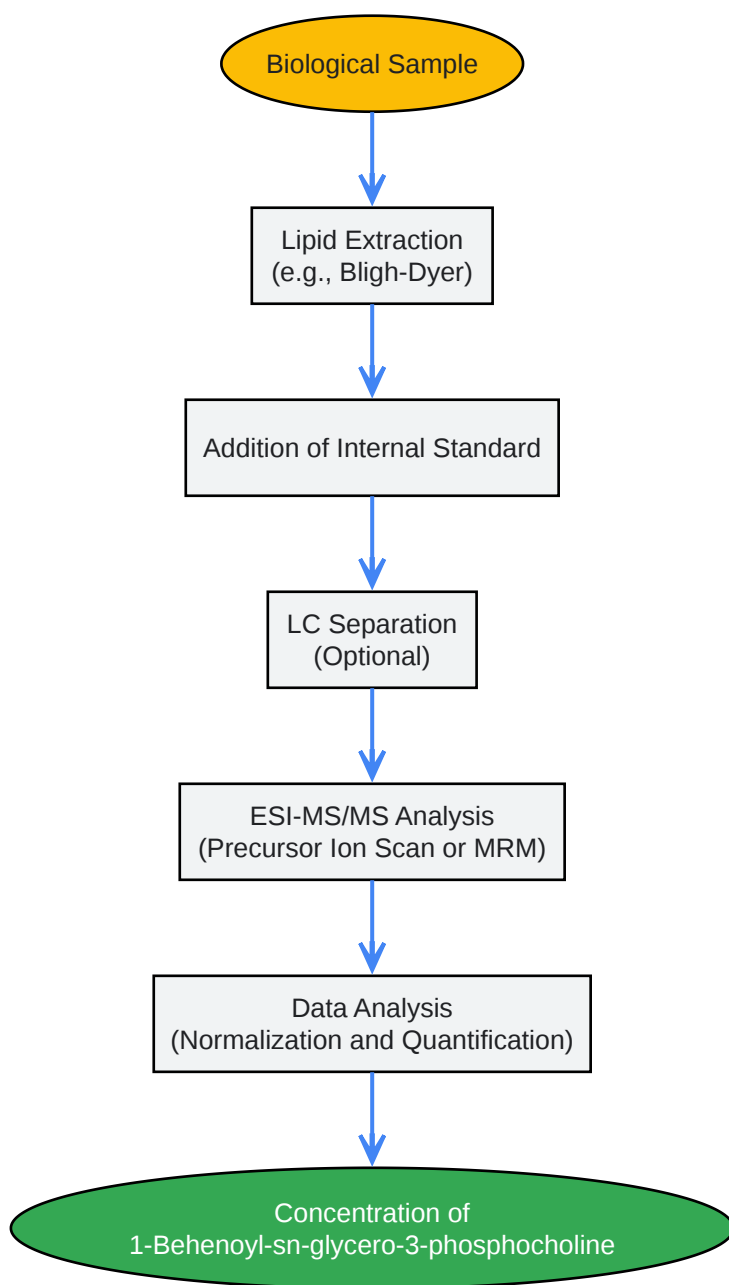 Biological Sample
Lipid Extraction
(e.g., Bligh-Dyer)
Addition of Internal Standard
LC Separation
(Optional)
ESI-MS/MS Analysis
(Precursor Ion Scan or MRM)
Data Analysis
(Normalization and Quantification)
Concentration of
1-Behenoyl-sn-glycero-3-phosphocholine